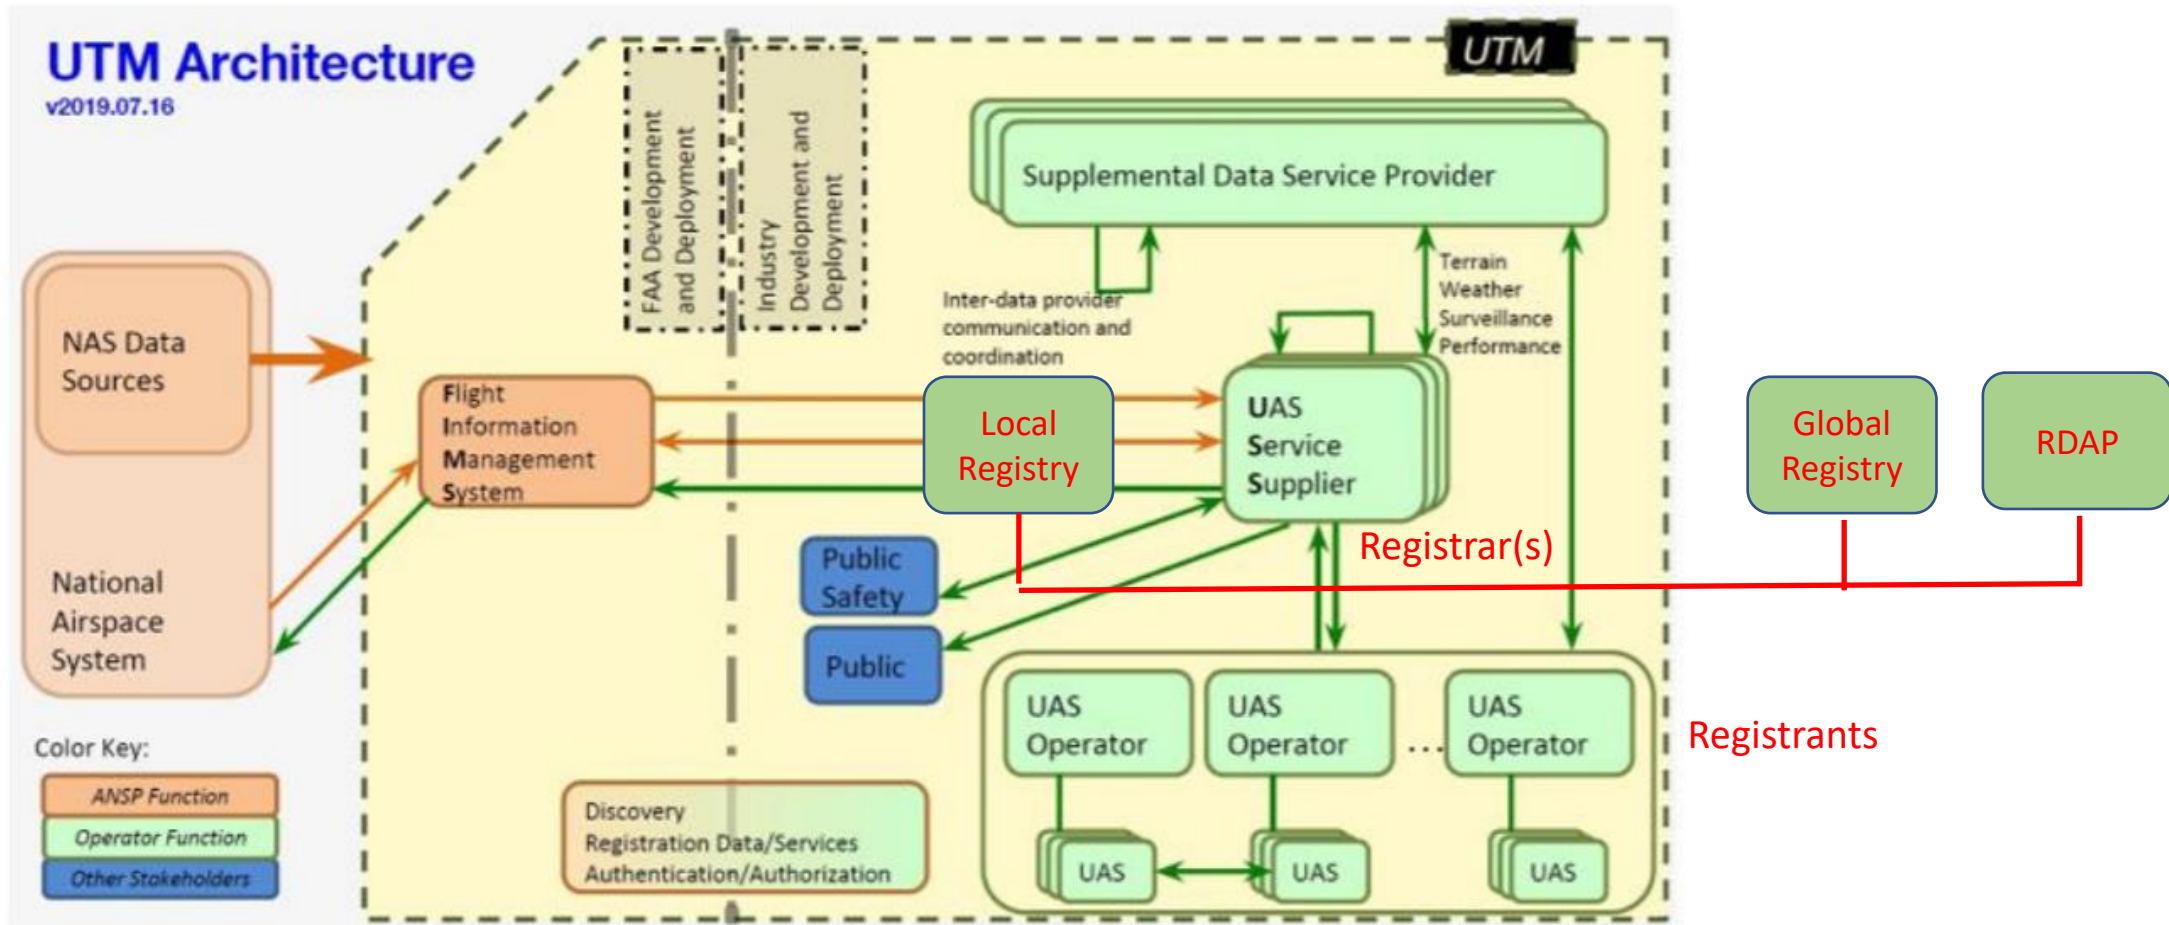 UTM Architecture
v2019.07.16
UTM
FAA Development
and Deployment
Industry
Development and
Deployment
Supplemental Data Service Provider
Inter-data provider
communication and
coordination
Terrain
Weather
Surveillance
Performance
NAS Data
Sources
National
Airspace
System
Flight
Information
Management
System
Local
Registry
UAS
Service
Supplier
Global
Registry
RDAP
Registrar(s)
Public
Safety
Public
UAS
Operator
UAS
Operator
...
UAS
Operator
Registrants
UAS
UAS
UAS
Discovery
Registration Data/Services
Authentication/Authorization
Color Key:
ANSP Function
Operator Function
Other Stakeholders